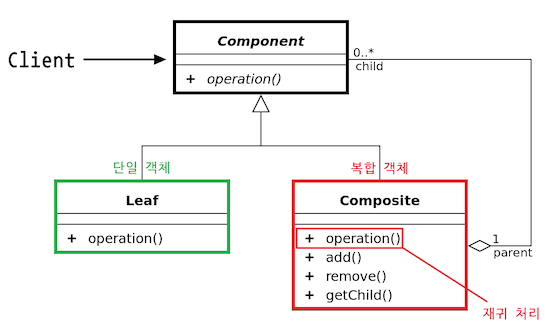 Component
+ operation()
Client
0..*
child
단일 객체
복합 객체
Leaf
+ operation()
Composite
+ operation()
+ add()
+ remove()
+ getChild()
1
parent
재귀 처리